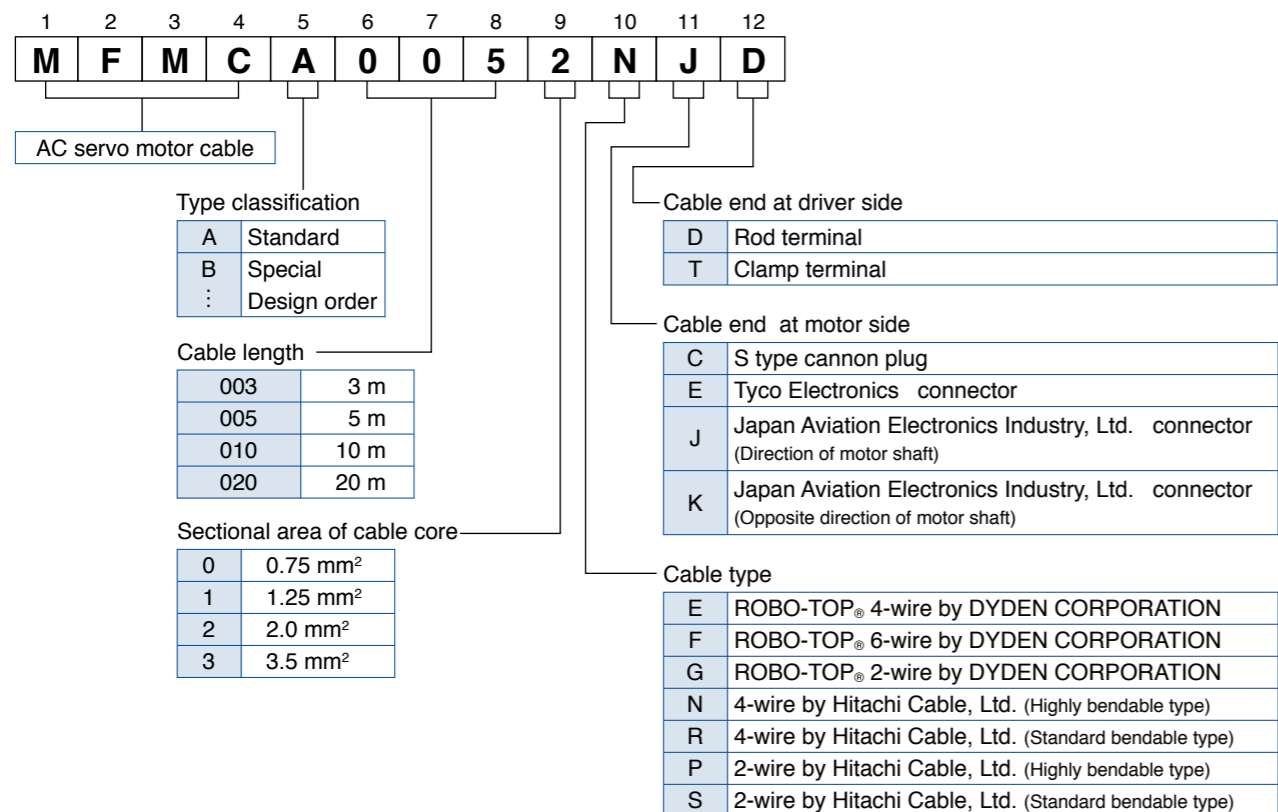 1 2 3 4 5 6 7 8 9 10 11 12
M F M C A 0 0 5 2 N J D
AC servo motor cable
Type classification
A Standard
B Special
⋮ Design order
Cable length
003 3 m
005 5 m
010 10 m
020 20 m
Sectional area of cable core
0 0.75 mm²
1 1.25 mm²
2 2.0 mm²
3 3.5 mm²
Cable end at driver side
D Rod terminal
T Clamp terminal
Cable end at motor side
C S type cannon plug
E Tyco Electronics connector
J Japan Aviation Electronics Industry, Ltd. connector
(Direction of motor shaft)
K Japan Aviation Electronics Industry, Ltd. connector
(Opposite direction of motor shaft)
Cable type
E ROBO-TOP® 4-wire by DYDEN CORPORATION
F ROBO-TOP® 6-wire by DYDEN CORPORATION
G ROBO-TOP® 2-wire by DYDEN CORPORATION
N 4-wire by Hitachi Cable, Ltd. (Highly bendable type)
R 4-wire by Hitachi Cable, Ltd. (Standard bendable type)
P 2-wire by Hitachi Cable, Ltd. (Highly bendable type)
S 2-wire by Hitachi Cable, Ltd. (Standard bendable type)